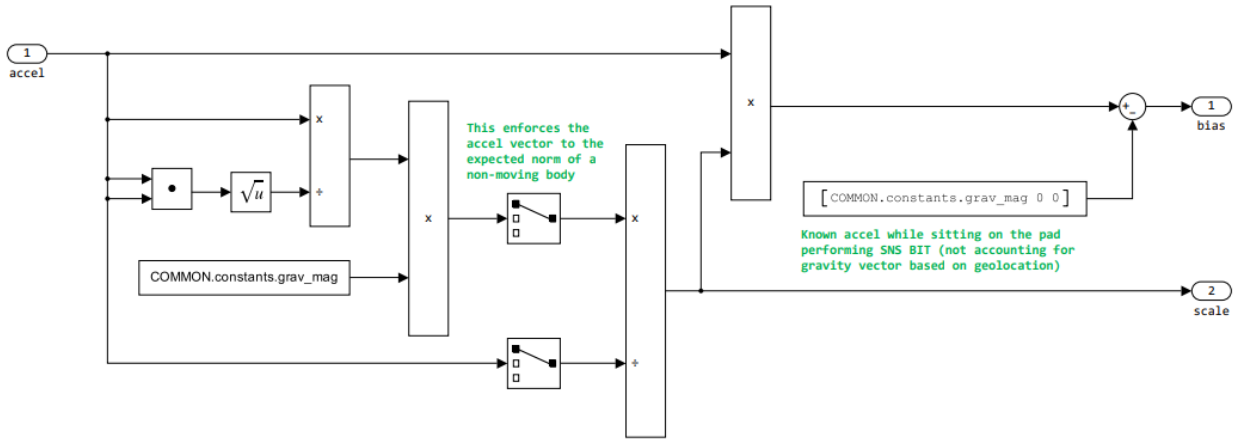 1
accel
x
÷
√u
COMMON.constants.grav_mag
x
This enforces the
accel vector to the
expected norm of a
non-moving body
x
÷
x
[COMMON.constants.grav_mag 0 0]
Known accel while sitting on the pad
performing SNS BIT (not accounting for
gravity vector based on geolocation)
+
−
1
bias
2
scale